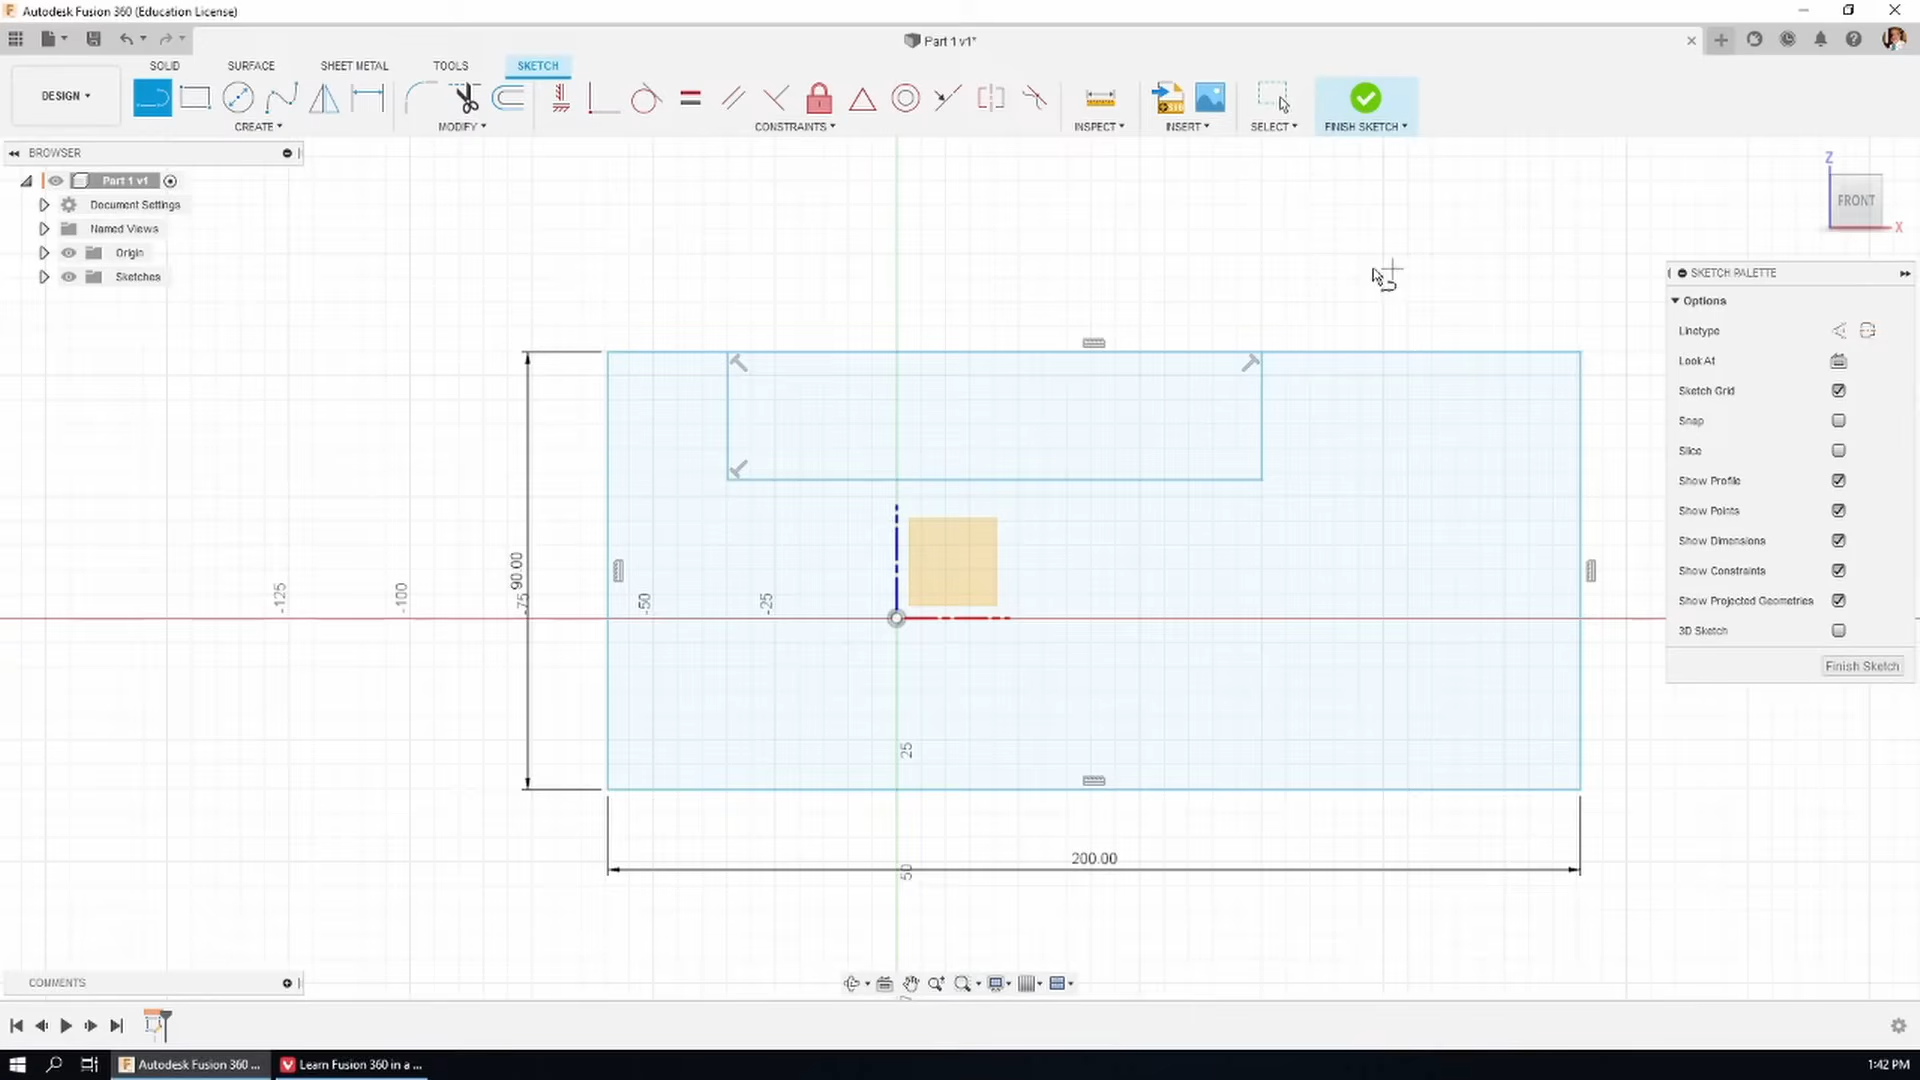 Autodesk Fusion 360 (Education License)
Part 1 v1*
SOLID
SURFACE
SHEET METAL
TOOLS
SKETCH
DESIGN
CREATE
MODIFY
CONSTRAINTS
INSPECT
INSERT
SELECT
FINISH SKETCH
BROWSER
Part 1 v1
Document Settings
Named Views
Origin
Sketches
Z
FRONT
X
SKETCH PALETTE
Options
Linetype
Look At
Sketch Grid
Snap
Slice
Show Profile
Show Points
Show Dimensions
Show Constraints
Show Projected Geometries
3D Sketch
Finish Sketch
-125
-100
-75
90.00
-50
-25
25
200.00
50
COMMENTS
Autodesk Fusion 360 ...
Learn Fusion 360 in a ...
1:42 PM